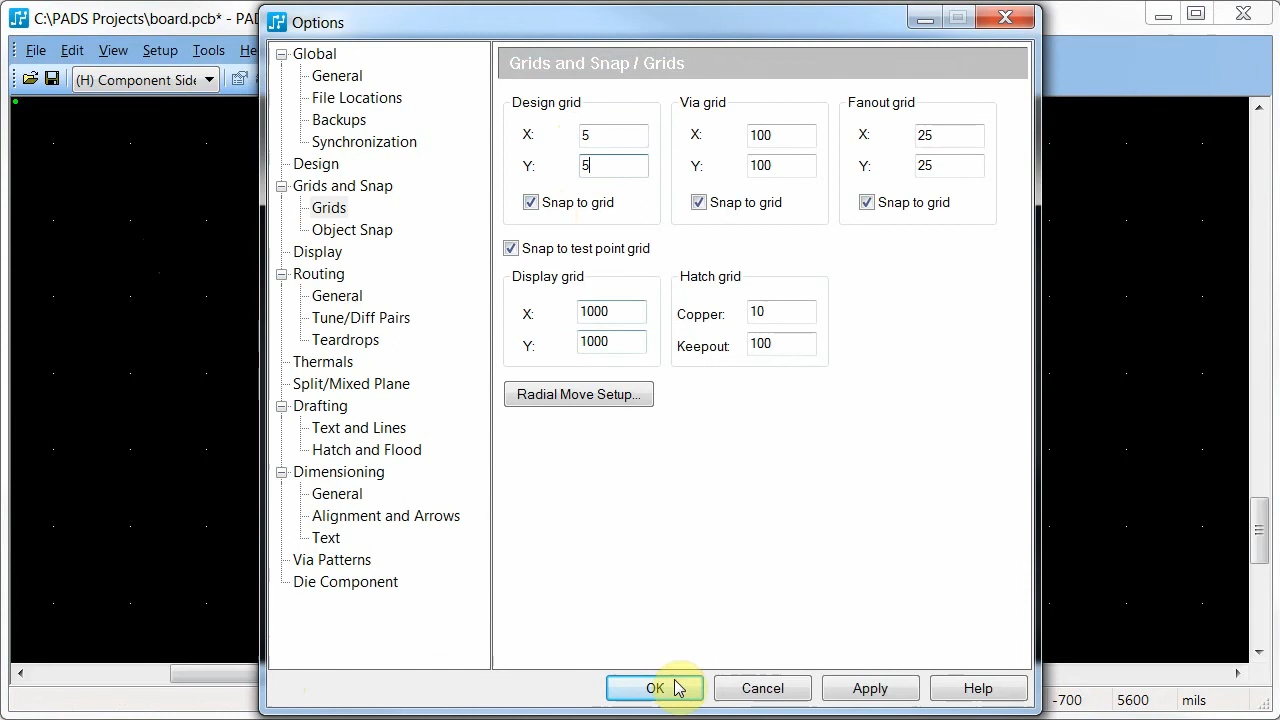 C:\PADS Projects\board.pcb* - PAD
Options
File Edit View Setup Tools He
(H) Component Side
Global
General
File Locations
Backups
Synchronization
Design
Grids and Snap
Grids
Object Snap
Display
Routing
General
Tune/Diff Pairs
Teardrops
Thermals
Split/Mixed Plane
Drafting
Text and Lines
Hatch and Flood
Dimensioning
General
Alignment and Arrows
Text
Via Patterns
Die Component
Grids and Snap / Grids
Design grid Via grid Fanout grid
X: 5 X: 100 X: 25
Y: 5 Y: 100 Y: 25
Snap to grid Snap to grid Snap to grid
Snap to test point grid
Display grid Hatch grid
X: 1000 Copper: 10
Y: 1000 Keepout: 100
Radial Move Setup...
OK Cancel Apply Help
-700 5600 mils